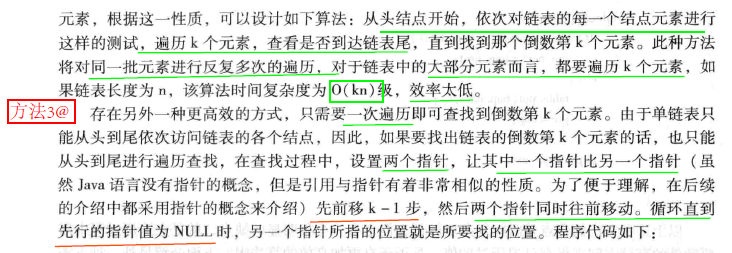 元素，根据这一性质，可以设计如下算法：从头结点开始，依次对链表的每一个结点元素进行
这样的测试，遍历 k 个元素，查看是否到达链表尾，直到找到那个倒数第 k 个元素。此种方法
将对同一批元素进行反复多次的遍历，对于链表中的大部分元素而言，都要遍历 k 个元素，如
果链表长度为 n，该算法时间复杂度为 O(kn)级，效率太低。
方法3@
存在另外一种更高效的方式，只需要一次遍历即可查找到倒数第 k 个元素。由于单链表只
能从头到尾依次访问链表的各个结点，因此，如果要找出链表的倒数第 k 个元素的话，也只能
从头到尾进行遍历查找，在查找过程中，设置两个指针，让其中一个指针比另一个指针（虽
然 Java 语言没有指针的概念，但是引用与指针有着非常相似的性质。为了便于理解，在后续
的介绍中都采用指针的概念来介绍）先前移 k－1 步，然后两个指针同时往前移动。循环直到
先行的指针值为 NULL 时，另一个指针所指的位置就是所要找的位置。程序代码如下：